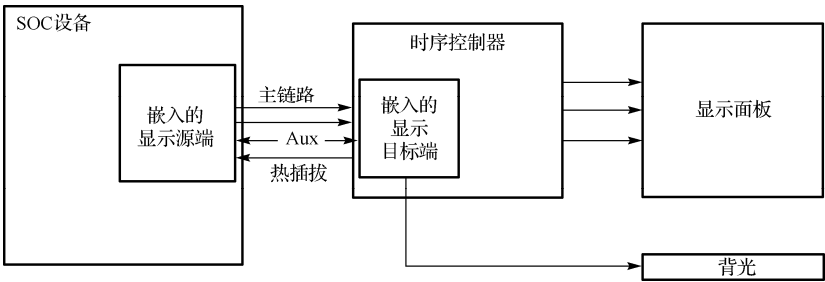 SOC设备
时序控制器
嵌入的
显示源端
主链路
Aux
热插拔
嵌入的
显示
目标端
显示面板
背光